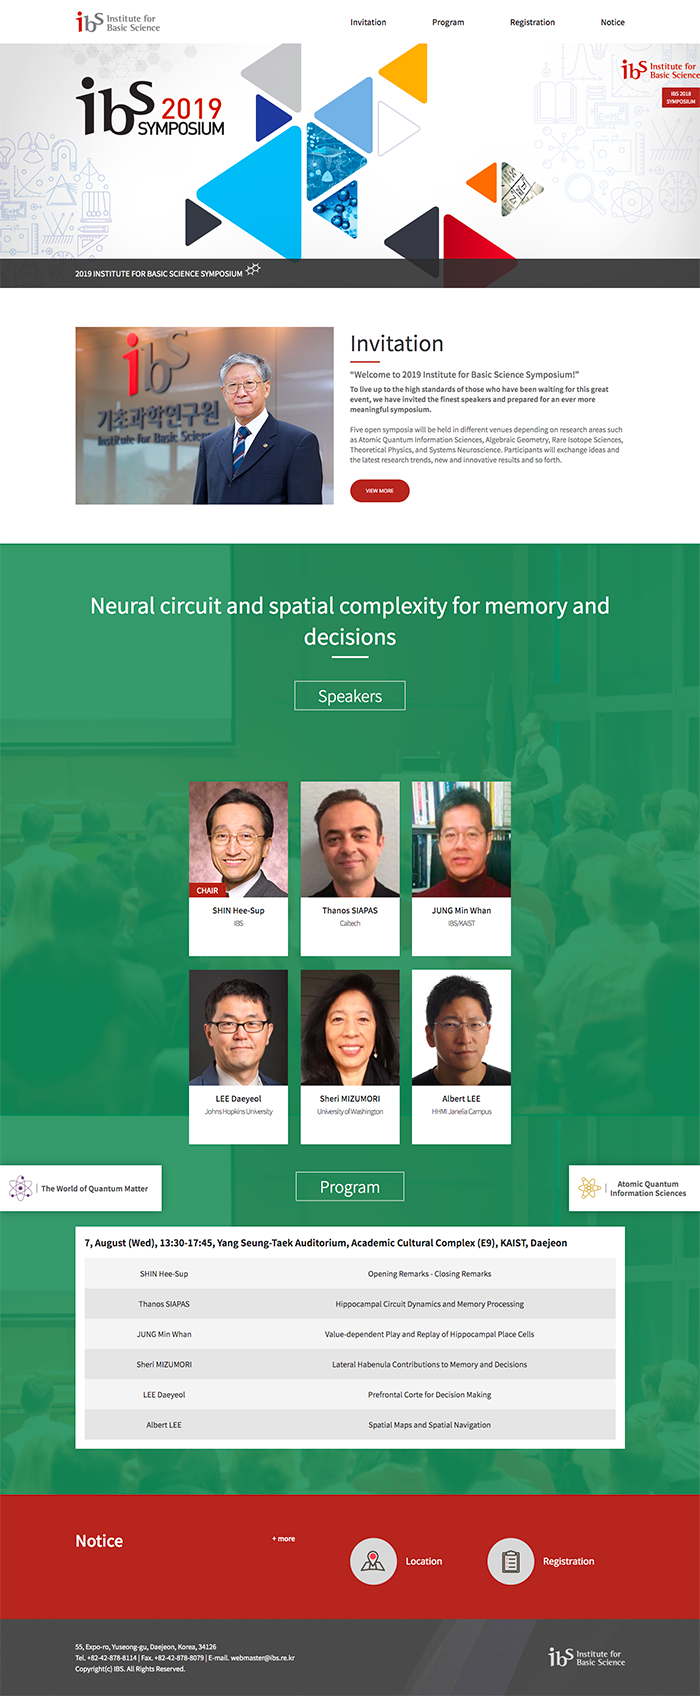 ibs Institute for
Basic Science
Invitation Program Registration Notice
ibs 2019
SYMPOSIUM
ibs Institute for
Basic Science
IBS 2018
SYMPOSIUM
2019 INSTITUTE FOR BASIC SCIENCE SYMPOSIUM
ibs
기초과학연구원
Institute for Basic Scienc
Invitation
“Welcome to 2019 Institute for Basic Science Symposium!”
To live up to the high standards of those who have been waiting for this great
event, we have invited the finest speakers and prepared for an ever more
meaningful symposium.
Five open symposia will be held in different venues depending on research areas such
as Atomic Quantum Information Sciences, Algebraic Geometry, Rare Isotope Sciences,
Theoretical Physics, and Systems Neuroscience. Participants will exchange ideas and
the latest research trends, new and innovative results and so forth.
VIEW MORE
Neural circuit and spatial complexity for memory and
decisions
Speakers
CHAIR
SHIN Hee-Sup
IBS
Thanos SIAPAS
Caltech
JUNG Min Whan
IBS/KAIST
LEE Daeyeol
Johns Hopkins University
Sheri MIZUMORI
University of Washington
Albert LEE
HHMI Janelia Campus
The World of Quantum Matter
Program
Atomic Quantum
Information Sciences
7, August (Wed), 13:30-17:45, Yang Seung-Taek Auditorium, Academic Cultural Complex (E9), KAIST, Daejeon
SHIN Hee-Sup Opening Remarks - Closing Remarks
Thanos SIAPAS Hippocampal Circuit Dynamics and Memory Processing
JUNG Min Whan Value-dependent Play and Replay of Hippocampal Place Cells
Sheri MIZUMORI Lateral Habenula Contributions to Memory and Decisions
LEE Daeyeol Prefrontal Corte for Decision Making
Albert LEE Spatial Maps and Spatial Navigation
Notice
+ more
Location
Registration
55, Expo-ro, Yuseong-gu, Daejeon, Korea, 34126
Tel. +82-42-878-8114 | Fax. +82-42-878-8079 | E-mail. webmaster@ibs.re.kr
Copyright(c) IBS. All Rights Reserved.
ibs Institute for
Basic Science